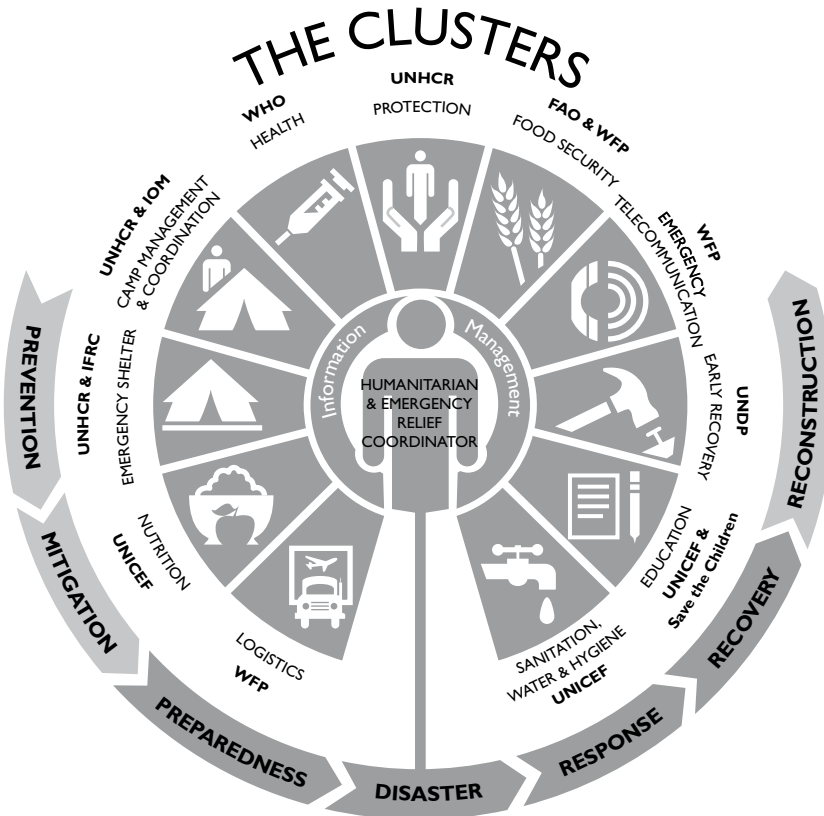 THE CLUSTERS
UNHCR
PROTECTION
FAO & WFP
FOOD SECURITY
WFP
EMERGENCY
TELECOMMUNICATION
UNDP
EARLY RECOVERY
EDUCATION
UNICEF &
Save the Children
SANITATION,
WATER & HYGIENE
UNICEF
LOGISTICS
WFP
NUTRITION
UNICEF
UNHCR & IFRC
EMERGENCY SHELTER
UNHCR & IOM
CAMP MANAGEMENT
& COORDINATION
WHO
HEALTH
Information
Management
HUMANITARIAN
& EMERGENCY
RELIEF
COORDINATOR
PREVENTION
MITIGATION
PREPAREDNESS
DISASTER
RESPONSE
RECOVERY
RECONSTRUCTION